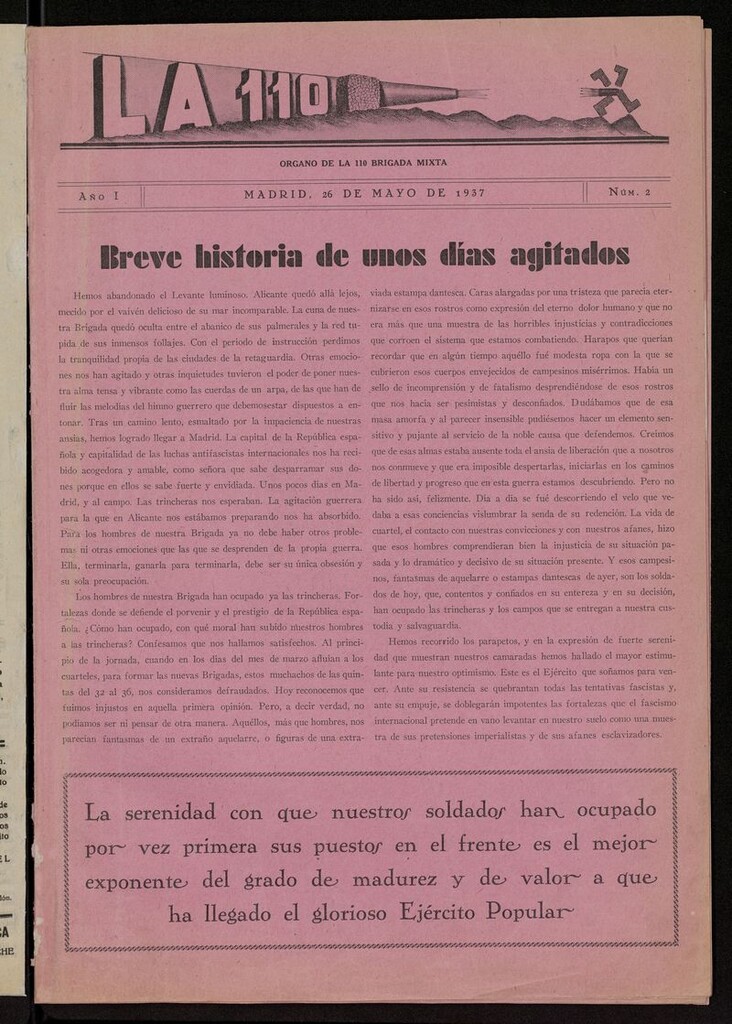 LA 110
ORGANO DE LA 110 BRIGADA MIXTA
AÑO I
MADRID, 26 DE MAYO DE 1937
NÚM. 2
Breve historia de unos días agitados
Hemos abandonado el Levante luminoso. Alicante quedó allá lejos,
mecido por el vaivén delicioso de su mar incomparable. La cuna de nues-
tra Brigada quedó oculta entre el abanico de sus palmerales y la red tu-
pida de sus inmensos follajes. Con el periodo de instrucción perdimos
la tranquilidad propia de las ciudades de la retaguardia. Otras emocio-
nes nos han agitado y otras inquietudes tuvieron el poder de poner nues-
tra alma tensa y vibrante como las cuerdas de un arpa, de las que han de
fluir las melodías del himno guerrero que debemosestar dispuestos a en-
tonar. Tras un camino lento, esmaltado por la impaciencia de nuestras
ansias, hemos logrado llegar a Madrid. La capital de la República espa-
ñola y capitalidad de las luchas antifascistas internacionales nos ha reci-
bido acogedora y amable, como señora que sabe desparramar sus do-
nes porque en ellos se sabe fuerte y envidiada. Unos pocos días en Ma-
drid, y al campo. Las trincheras nos esperaban. La agitación guerrera
para la que en Alicante nos estábamos preparando nos ha absorbido.
Para los hombres de nuestra Brigada ya no debe haber otros proble-
mas ni otras emociones que las que se desprenden de la propia guerra.
Ella, terminarla, ganarla para terminarla, debe ser su única obsesión y
su sola preocupación.
Los hombres de nuestra Brigada han ocupado ya las trincheras. For-
talezas donde se defiende el porvenir y el prestigio de la República espa-
ñola. ¿Cómo han ocupado, con qué moral han subido nuestros hombres
a las trincheras? Confesamos que nos hallamos satisfechos. Al princi-
pio de la jornada, cuando en los días del mes de marzo afluían a los
cuarteles, para formar las nuevas Brigadas, estos muchachos de las quin-
tas del 32 al 36, nos consideramos defraudados. Hoy reconocemos que
fuimos injustos en aquella primera opinión. Pero, a decir verdad, no
podíamos ser ni pensar de otra manera. Aquéllos, más que hombres, nos
parecían fantasmas de un extraño aquelarre, o figuras de una extra-
viada estampa dantesca. Caras alargadas por una tristeza que parecía eter-
nizarse en esos rostros como expresión del eterno dolor humano y que no
era más que una muestra de las horribles injusticias y contradicciones
que corroen el sistema que estamos combatiendo. Harapos que querían
recordar que en algún tiempo aquéllo fué modesta ropa con la que se
cubrieron esos cuerpos envejecidos de campesinos misérrimos. Había un
sello de incomprensión y de fatalismo desprendiéndose de esos rostros
que nos hacía ser pesimistas y desconfiados. Dudábamos que de esa
masa amorfa y al parecer insensible pudiésemos hacer un elemento sen-
sitivo y pujante al servicio de la noble causa que defendemos. Creímos
que de esas almas estaba ausente toda el ansia de liberación que a nosotros
nos conmueve y que era imposible despertarlas, iniciarlas en los caminos
de libertad y progreso que en esta guerra estamos descubriendo. Pero no
ha sido así, felizmente. Día a día se fué descorriendo el velo que ve-
daba a esas conciencias vislumbrar la senda de su redención. La vida de
cuartel, el contacto con nuestras convicciones y con nuestros afanes, hizo
que esos hombres comprendieran bien la injusticia de su situación pa-
sada y lo dramático y decisivo de su situación presente. Y esos campesi-
nos, fantasmas de aquelarre o estampas dantescas de ayer, son los solda-
dos de hoy, que, contentos y confiados en su entereza y en su decisión,
han ocupado las trincheras y los campos que se entregan a nuestra cus-
todia y salvaguardia.
Hemos recorrido los parapetos, y en la expresión de fuerte sereni-
dad que muestran nuestros camaradas hemos hallado el mayor estimu-
lante para nuestro optimismo. Este es el Ejército que soñamos para ven-
cer. Ante su resistencia se quebrantan todas las tentativas fascistas y,
ante su empuje, se doblegarán impotentes las fortalezas que el fascismo
internacional pretende en vano levantar en nuestro suelo como una mues-
tra de sus pretensiones imperialistas y de sus afanes esclavizadores.
La serenidad con que nuestros soldados han ocupado
por vez primera sus puestos en el frente es el mejor
exponente del grado de madurez y de valor a que
ha llegado el glorioso Ejército Popular